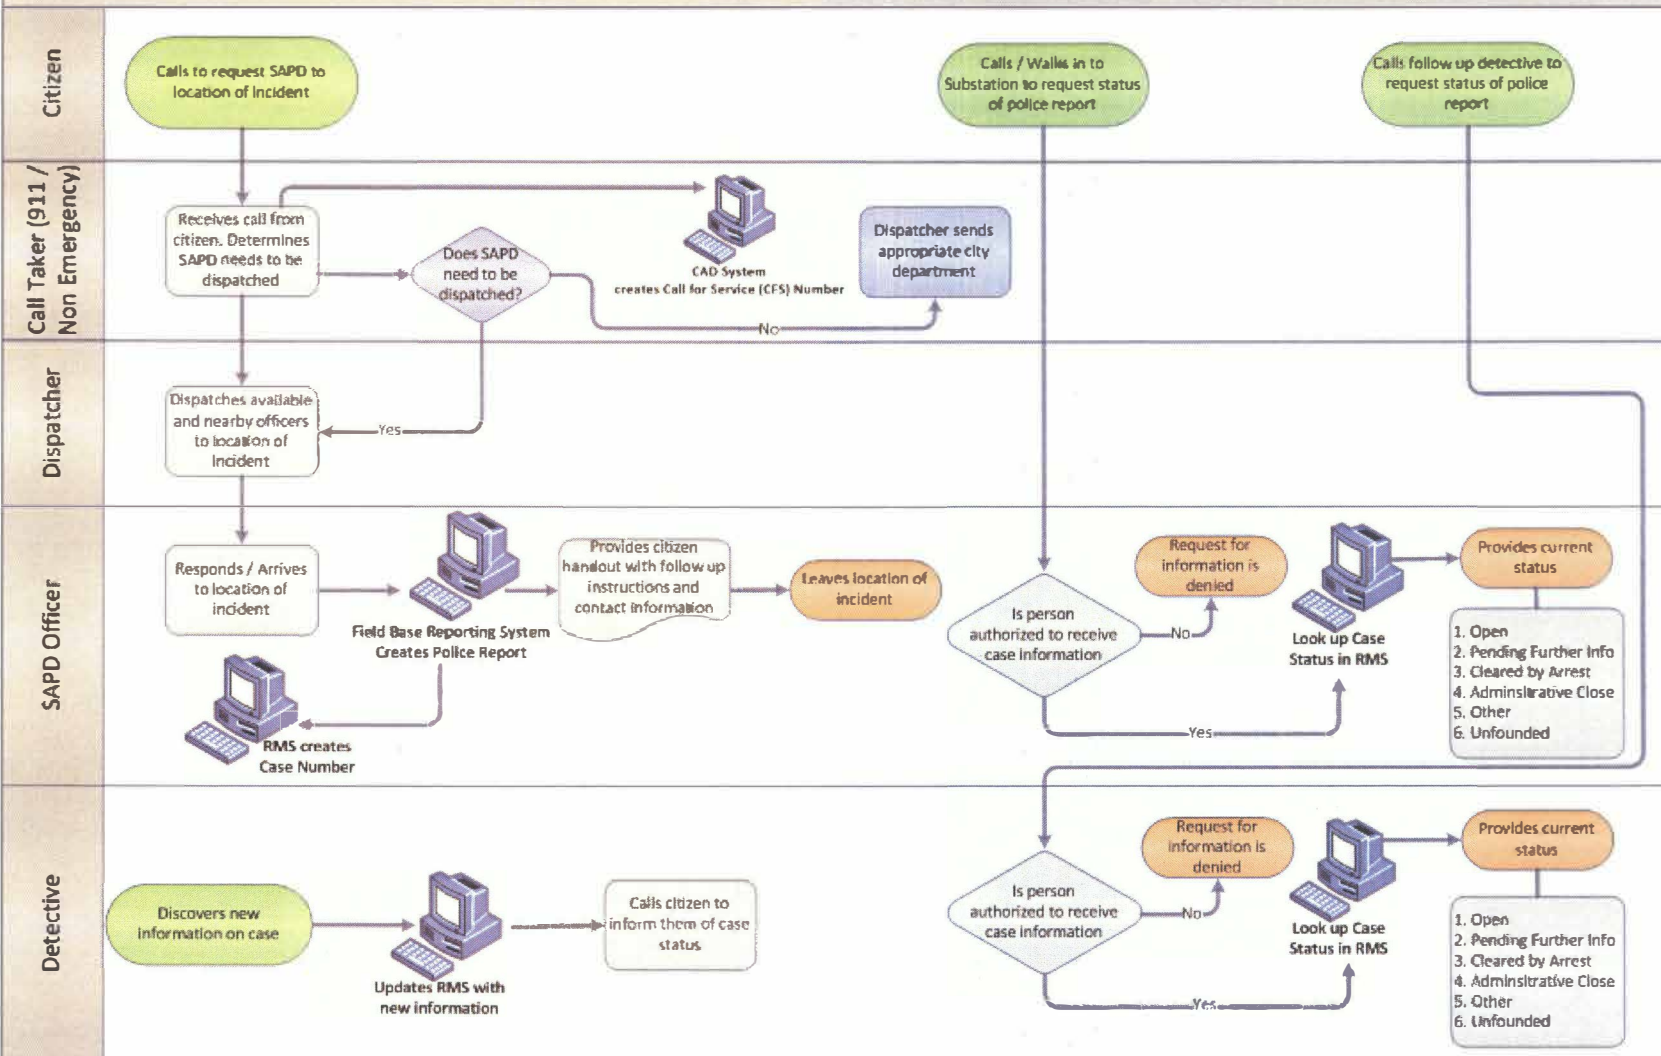 Citizen
Calls to request SAPD to
location of Incident
Calls / Walks in to
Substation to request status
of police report
Calls follow up detective to
request status of police
report
Call Taker (911 /
Non Emergency)
Receives call from
citizen. Determines
SAPD needs to be
dispatched
Does SAPD
need to be
dispatched?
CAD System
creates Call for Service (CFS) Number
Dispatcher sends
appropriate city
department
No
Dispatcher
Dispatches available
and nearby officers
to location of
Incident
Yes
SAPD Officer
Responds / Arrives
to location of
incident
Field Base Reporting System
Creates Police Report
Provides citizen
handout with follow up
instructions and
contact information
Leaves location of
incident
RMS creates
Case Number
Is person
authorized to receive
case information
No
Request for
information is
denied
Yes
Look up Case
Status in RMS
Provides current
status
1. Open
2. Pending Further Info
3. Cleared by Arrest
4. Adminsitrative Close
5. Other
6. Unfounded
Detective
Discovers new
information on case
Updates RMS with
new information
Calls citizen to
inform them of case
status
Is person
authorized to receive
case information
No
Request for
information is
denied
Yes
Look up Case
Status in RMS
Provides current
status
1. Open
2. Pending Further Info
3. Cleared by Arrest
4. Adminsitrative Close
5. Other
6. Unfounded